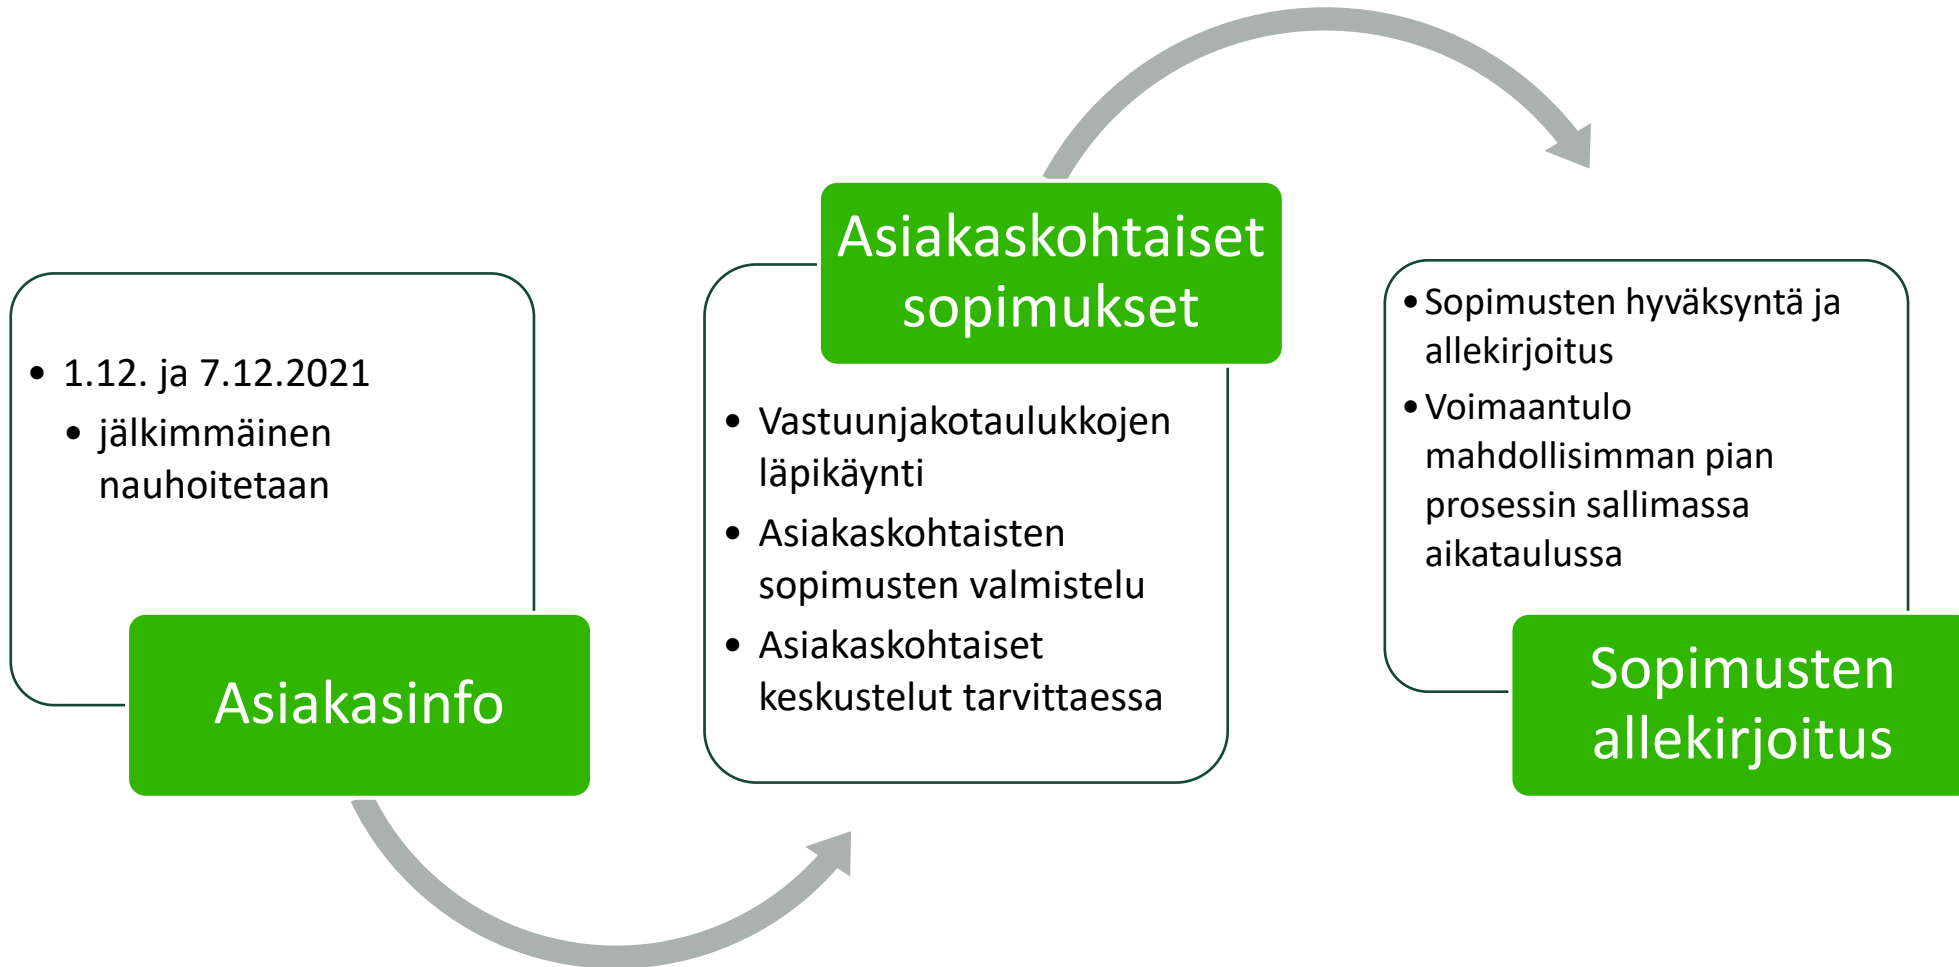 • 1.12. ja 7.12.2021
• jälkimmäinen
nauhoitetaan
Asiakasinfo
Asiakaskohtaiset
sopimukset
• Vastuunjakotaulukkojen
läpikäynti
• Asiakaskohtaisten
sopimusten valmistelu
• Asiakaskohtaiset
keskustelut tarvittaessa
• Sopimusten hyväksyntä ja
allekirjoitus
• Voimaantulo
mahdollisimman pian
prosessin sallimassa
aikataulussa
Sopimusten
allekirjoitus